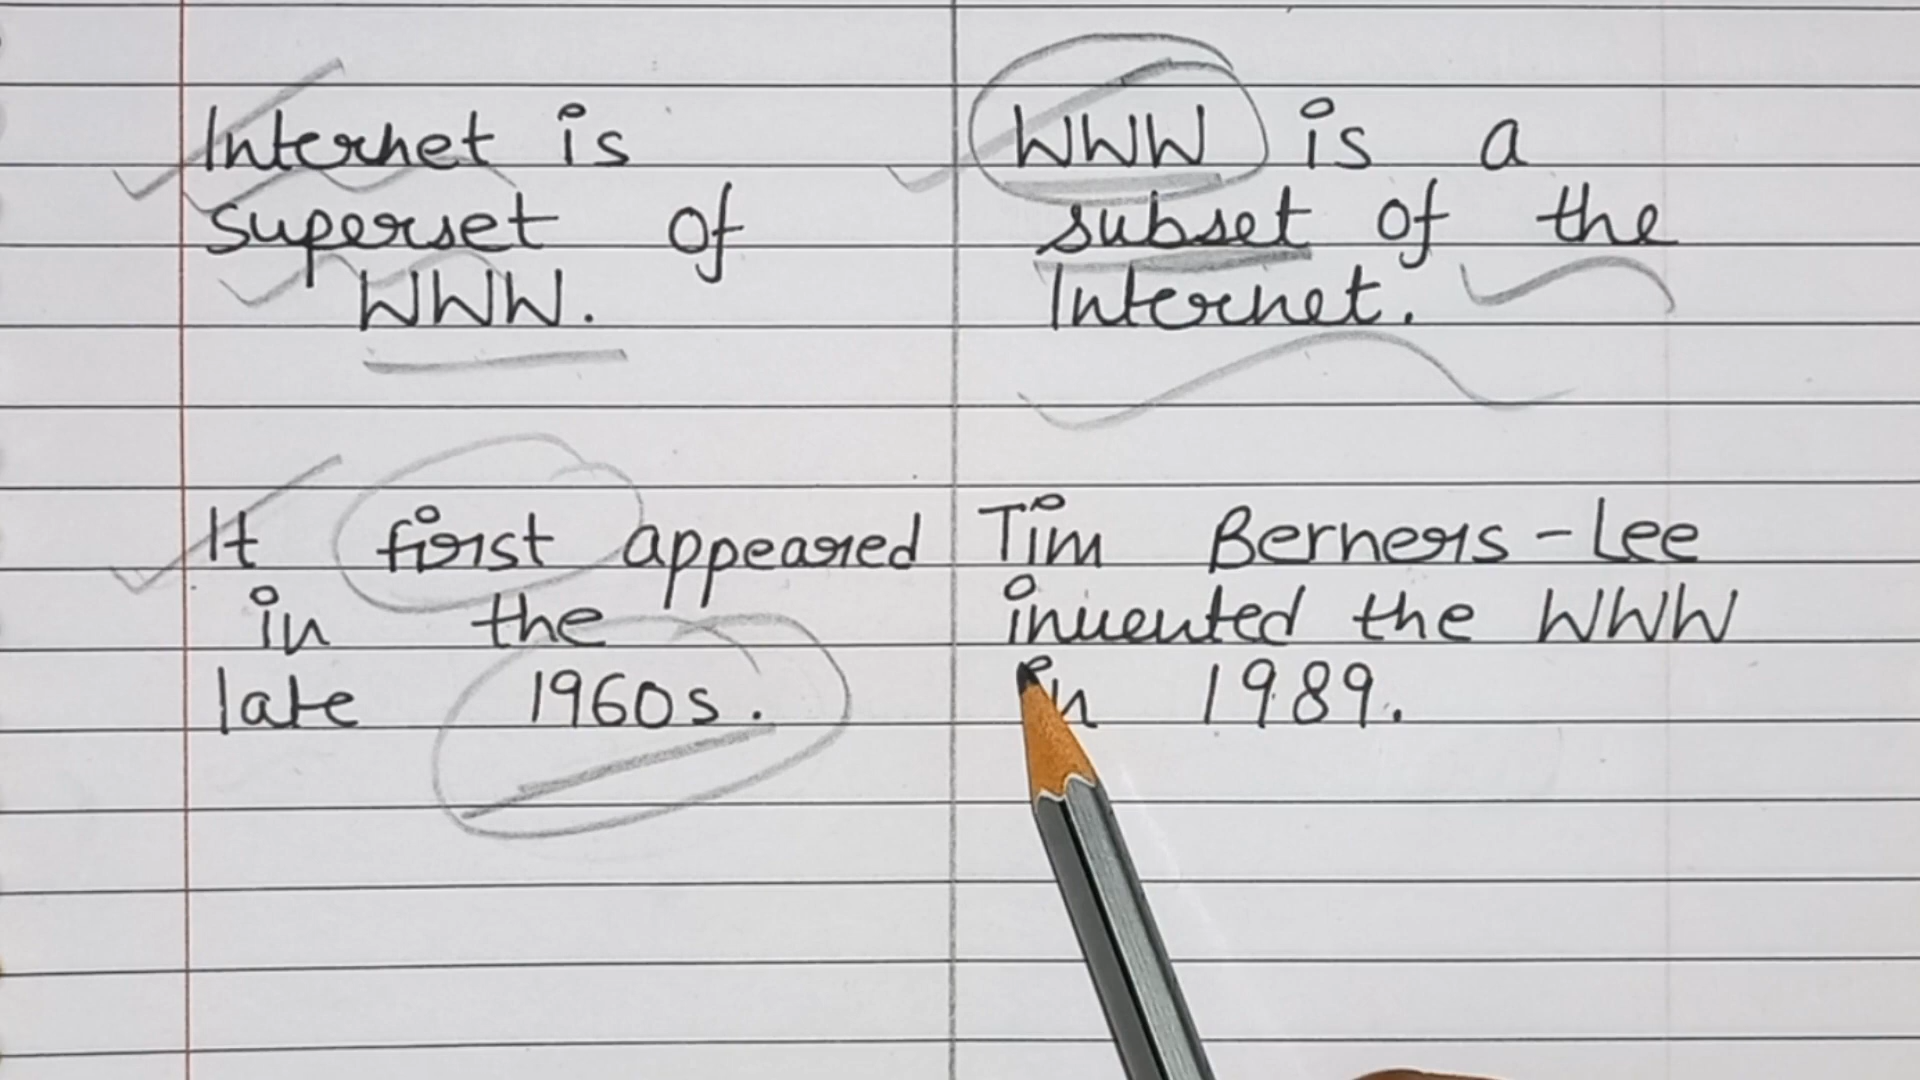 Internet is
superset of
WWW.
It first appeared
in the
late 1960s.
WWW is a
subset of the
Internet.
Tim Berners-Lee
invented the WWW
in 1989.